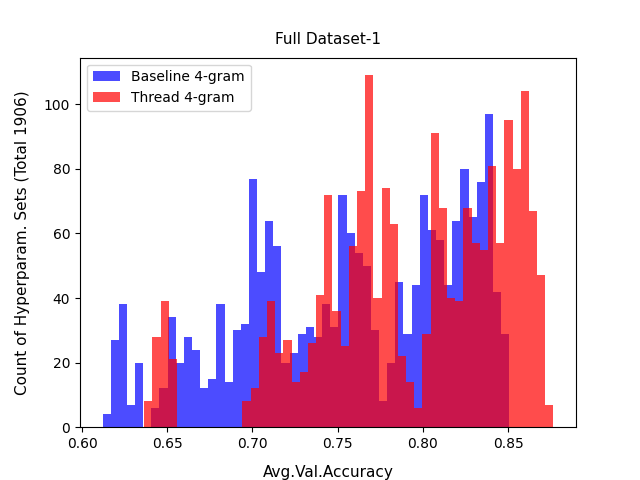 Full Dataset-1
Baseline 4-gram
Thread 4-gram
Count of Hyperparam. Sets (Total 1906)
100
80
60
40
20
0
0.60 0.65 0.70 0.75 0.80 0.85
Avg.Val.Accuracy